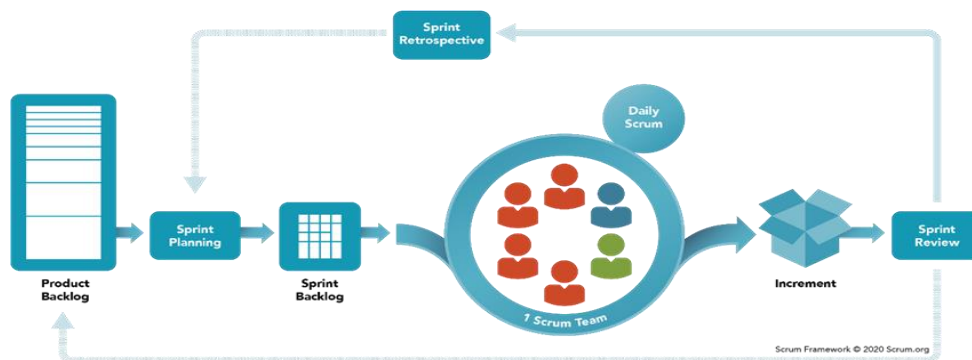 Sprint
Retrospective
Daily
Scrum
Sprint
Planning
Sprint
Review
Product
Backlog
Sprint
Backlog
1 Scrum Team
Increment
Scrum Framework © 2020 Scrum.org